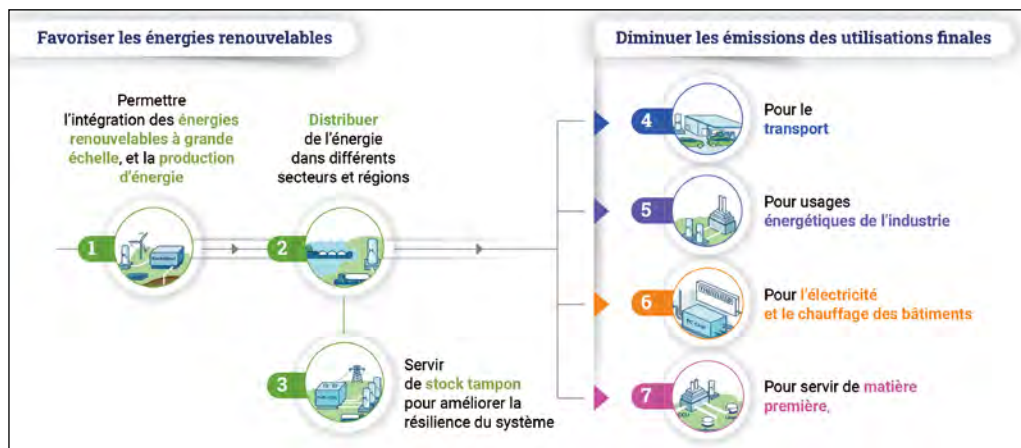 Favoriser les énergies renouvelables
Permettre
l'intégration des énergies
renouvelables à grande
échelle, et la production
d'énergie
1
Distribuer
de l'énergie
dans différents
secteurs et régions
2
3
Servir
de stock tampon
pour améliorer la
résilience du système
Diminuer les émissions des utilisations finales
4
Pour le
transport
5
Pour usages
énergétiques de l'industrie
6
Pour l'électricité
et le chauffage des bâtiments
7
Pour servir de matière
première,